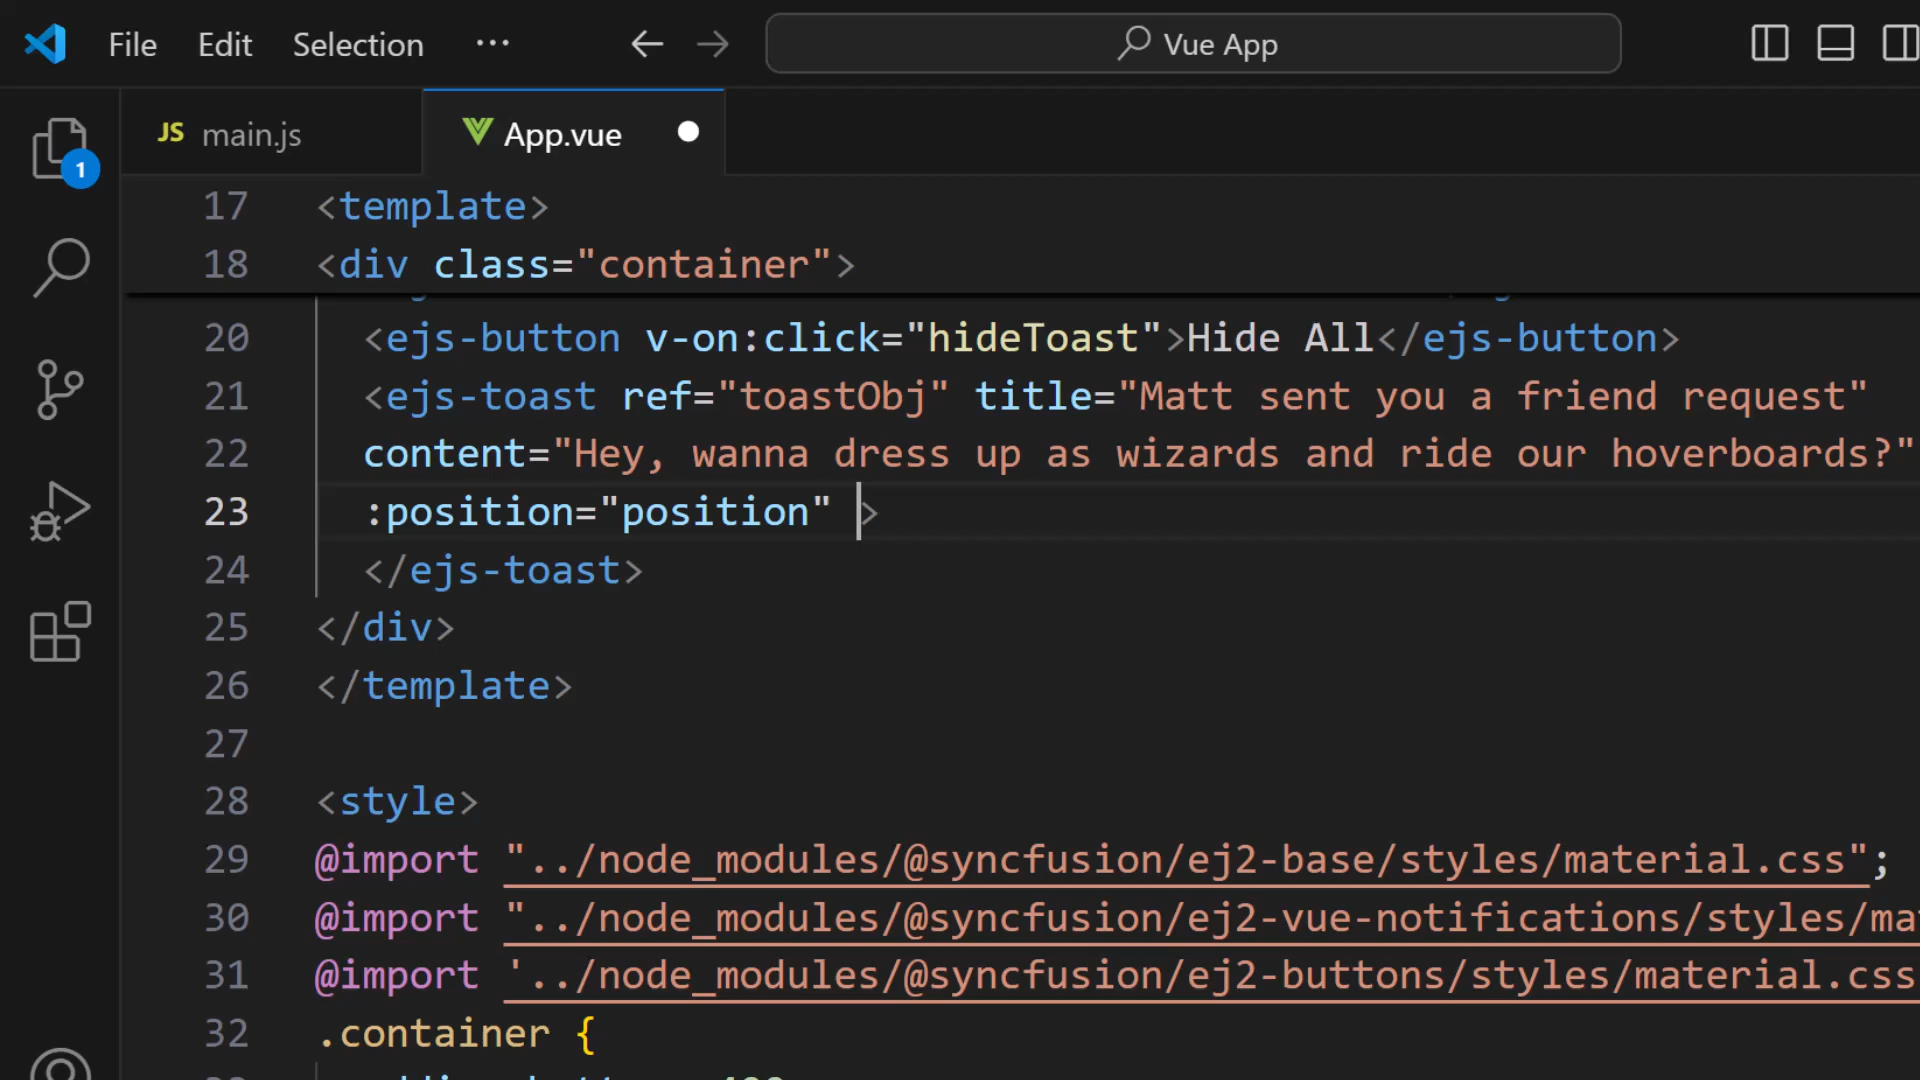 File Edit Selection ··· Vue App
1
JS main.js App.vue
17 <template>
18 <div class="container">
20 <ejs-button v-on:click="hideToast">Hide All</ejs-button>
21 <ejs-toast ref="toastObj" title="Matt sent you a friend request"
22 content="Hey, wanna dress up as wizards and ride our hoverboards?"
23 :position="position" >
24 </ejs-toast>
25 </div>
26 </template>
27
28 <style>
29 @import "../node_modules/@syncfusion/ej2-base/styles/material.css";
30 @import "../node_modules/@syncfusion/ej2-vue-notifications/styles/ma
31 @import '../node_modules/@syncfusion/ej2-buttons/styles/material.css
32 .container {